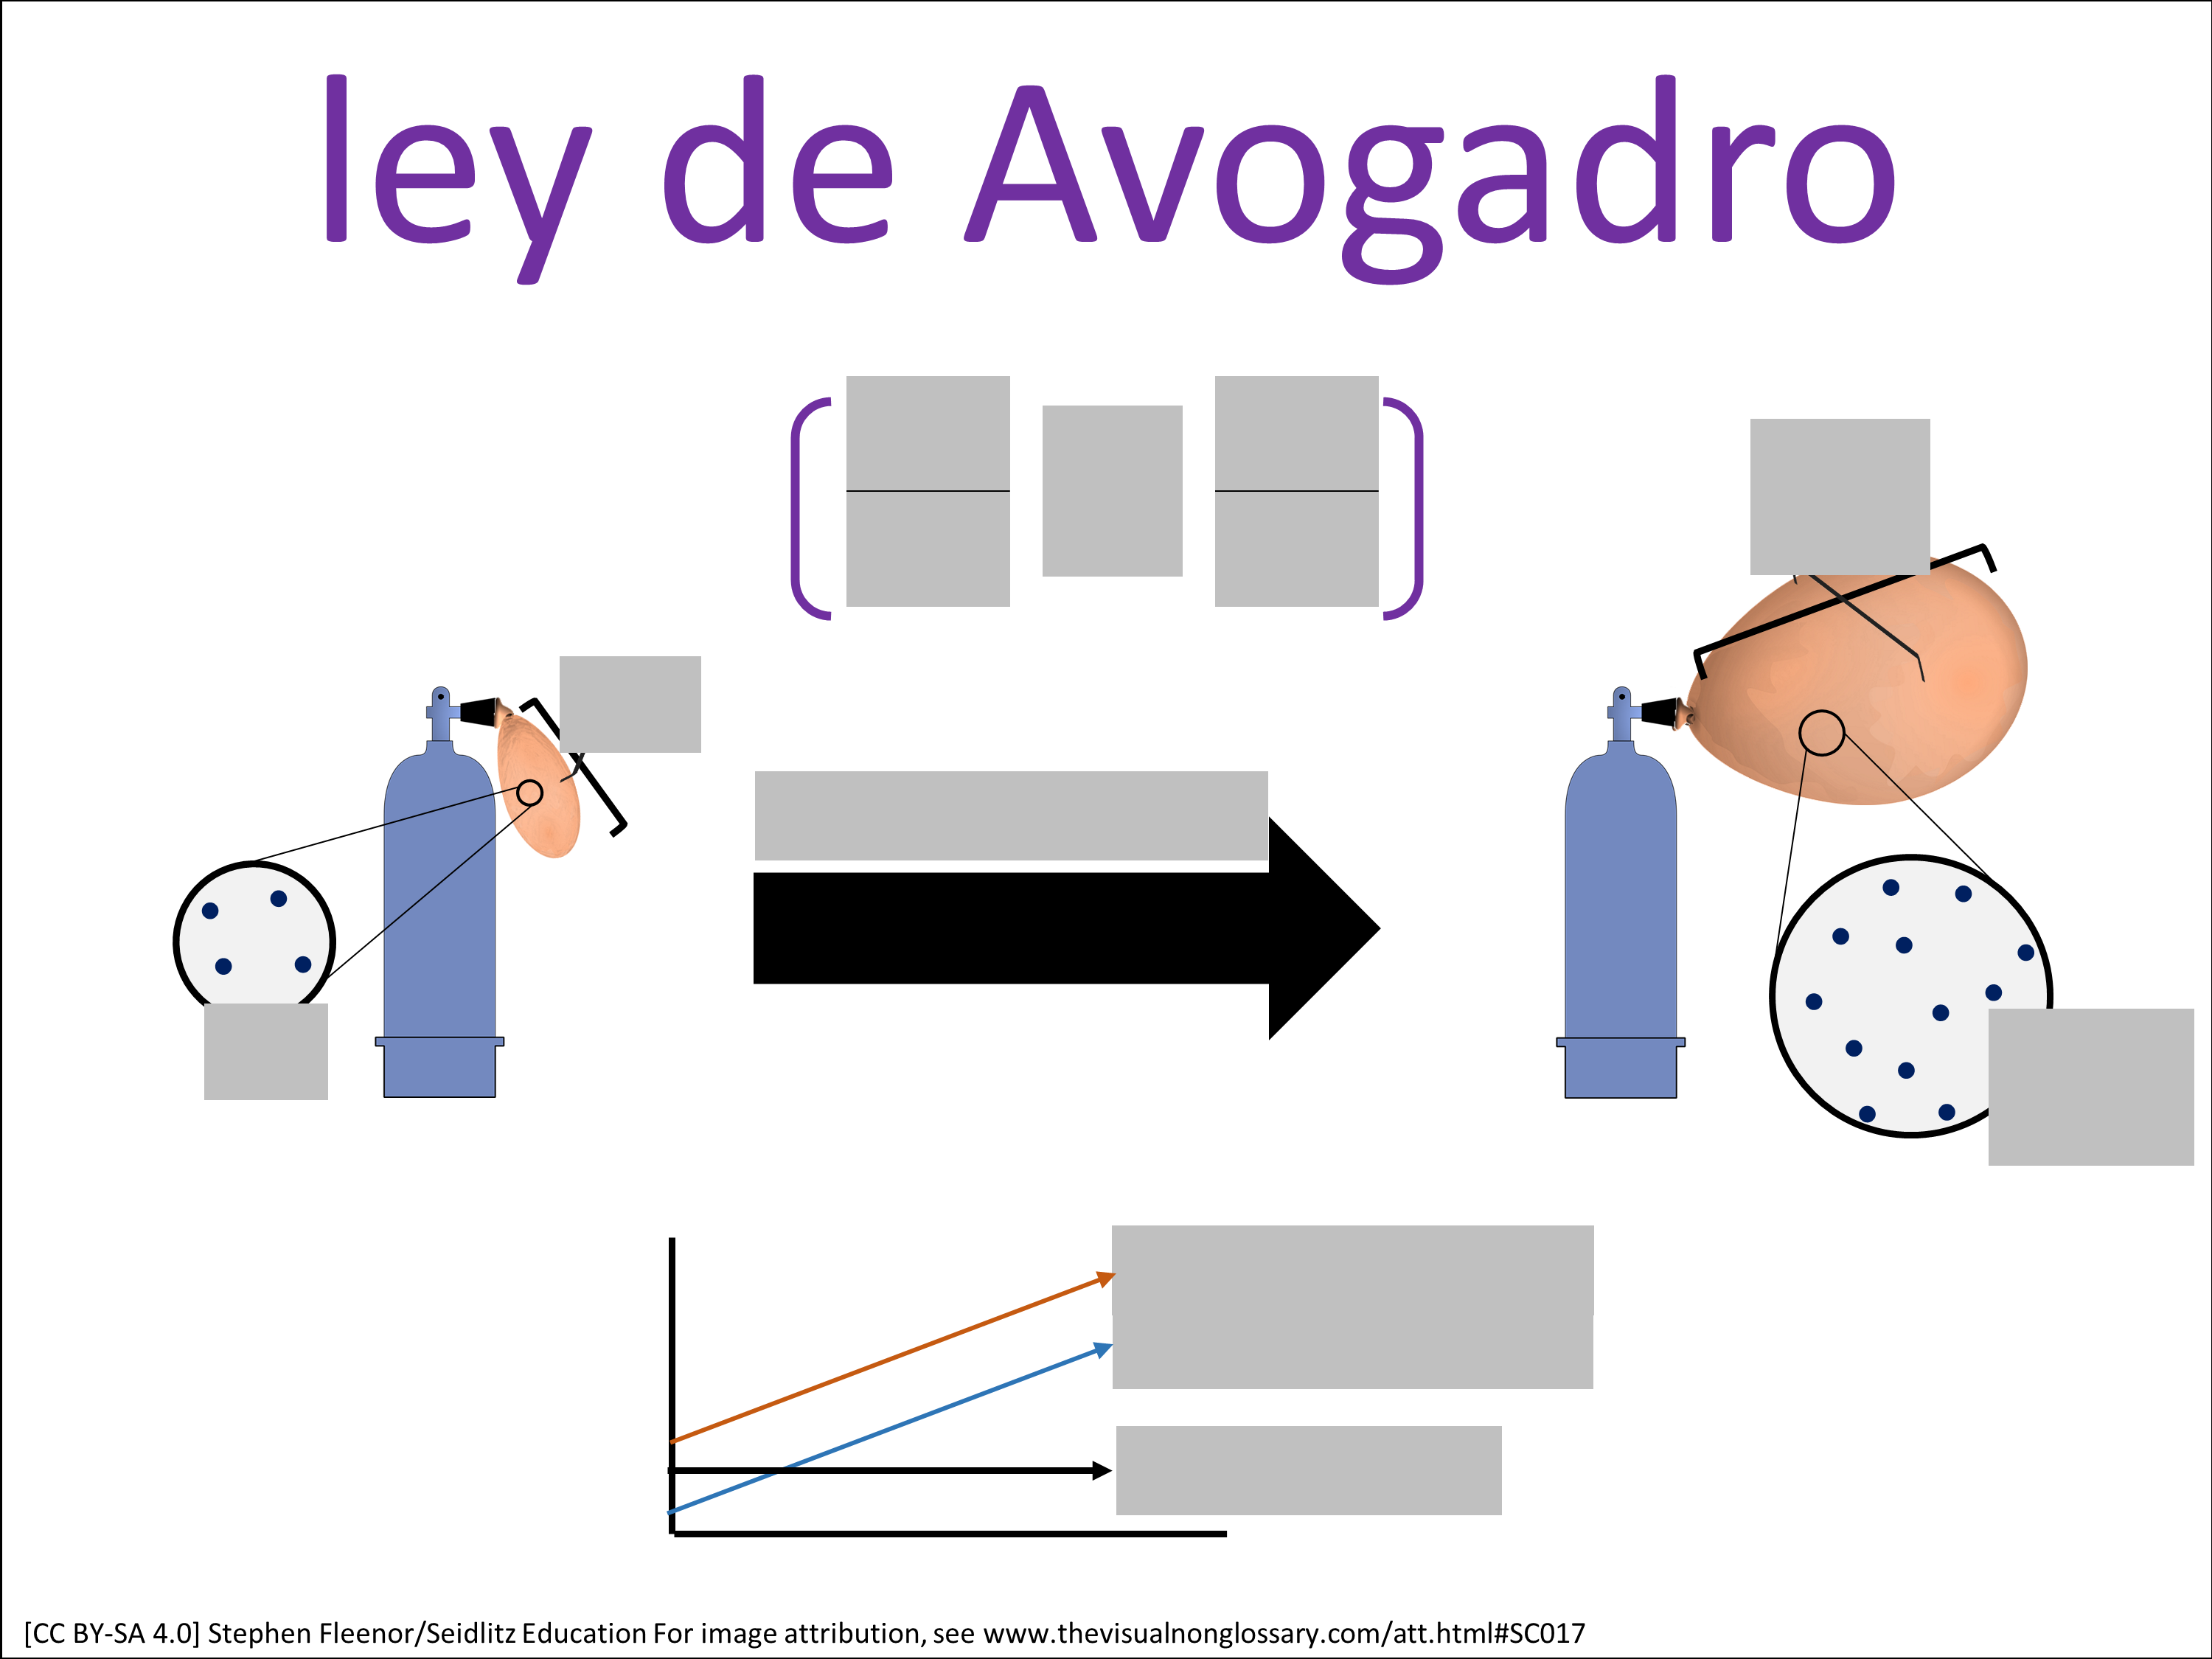 ley de Avogadro
[CC BY-SA 4.0] Stephen Fleenor/Seidlitz Education For image attribution, see www.thevisualnonglossary.com/att.html#SC017